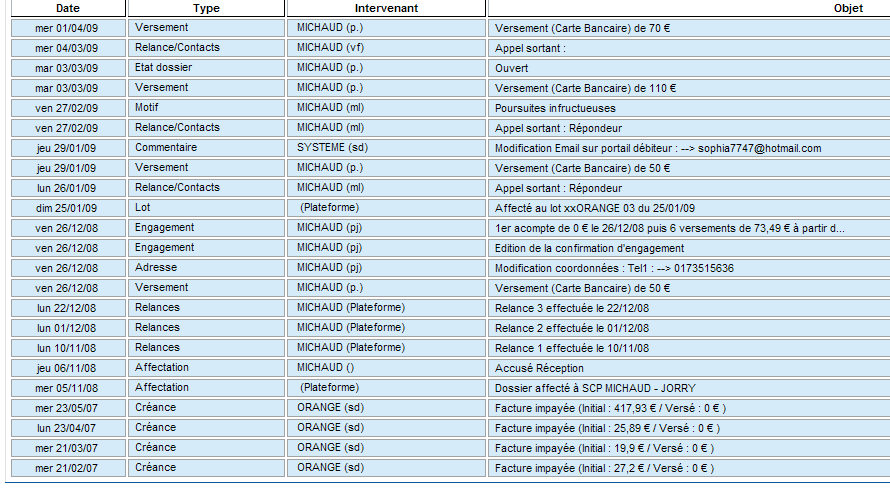 Date Type Intervenant Objet
mer 01/04/09 Versement MICHAUD (p.) Versement (Carte Bancaire) de 70 €
mer 04/03/09 Relance/Contacts MICHAUD (vf) Appel sortant :
mar 03/03/09 Etat dossier MICHAUD (p.) Ouvert
mar 03/03/09 Versement MICHAUD (p.) Versement (Carte Bancaire) de 110 €
ven 27/02/09 Motif MICHAUD (ml) Poursuites infructueuses
ven 27/02/09 Relance/Contacts MICHAUD (ml) Appel sortant : Répondeur
jeu 29/01/09 Commentaire SYSTEME (sd) Modification Email sur portail débiteur : --> sophia7747@hotmail.com
jeu 29/01/09 Versement MICHAUD (p.) Versement (Carte Bancaire) de 50 €
lun 26/01/09 Relance/Contacts MICHAUD (ml) Appel sortant : Répondeur
dim 25/01/09 Lot (Plateforme) Affecté au lot xxORANGE 03 du 25/01/09
ven 26/12/08 Engagement MICHAUD (pj) 1er acompte de 0 € le 26/12/08 puis 6 versements de 73,49 € à partir d...
ven 26/12/08 Engagement MICHAUD (pj) Edition de la confirmation d'engagement
ven 26/12/08 Adresse MICHAUD (pj) Modification coordonnées : Tel1 : --> 0173515636
ven 26/12/08 Versement MICHAUD (p.) Versement (Carte Bancaire) de 50 €
lun 22/12/08 Relances MICHAUD (Plateforme) Relance 3 effectuée le 22/12/08
lun 01/12/08 Relances MICHAUD (Plateforme) Relance 2 effectuée le 01/12/08
lun 10/11/08 Relances MICHAUD (Plateforme) Relance 1 effectuée le 10/11/08
jeu 06/11/08 Affectation MICHAUD () Accusé Réception
mer 05/11/08 Affectation (Plateforme) Dossier affecté à SCP MICHAUD - JORRY
mer 23/05/07 Créance ORANGE (sd) Facture impayée (Initial : 417,93 € / Versé : 0 € )
lun 23/04/07 Créance ORANGE (sd) Facture impayée (Initial : 25,89 € / Versé : 0 € )
mer 21/03/07 Créance ORANGE (sd) Facture impayée (Initial : 19,9 € / Versé : 0 € )
mer 21/02/07 Créance ORANGE (sd) Facture impayée (Initial : 27,2 € / Versé : 0 € )